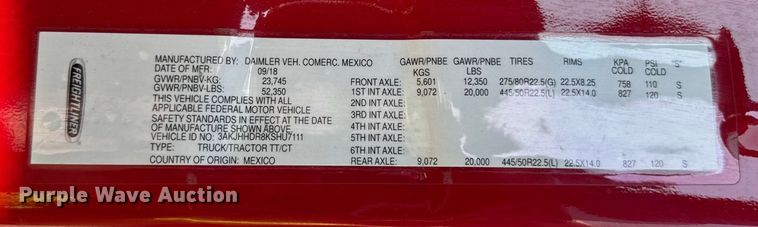 FREIGHTLINER
MANUFACTURED BY: DAIMLER VEH. COMERC. MEXICO
DATE OF MFR: 09/18
GVWR/PNBV-KG: 23,745
GVWR/PNBV-LBS: 52,350
THIS VEHICLE COMPLIES WITH ALL
APPLICABLE FEDERAL MOTOR VEHICLE
SAFETY STANDARDS IN EFFECT AT THE DATE
OF MANUFACTURE SHOWN ABOVE.
VEHICLE ID NO: 3AKJHHDR8KSHU7111
TYPE: TRUCK/TRACTOR TT/CT
COUNTRY OF ORIGIN: MEXICO
GAWR/PNBE KGS GAWR/PNBE LBS TIRES RIMS KPA COLD PSI COLD "S"
FRONT AXLE: 5,601 12,350 275/80R22.5(G) 22.5X8.25 758 110 S
1ST INT AXLE: 9,072 20,000 445/50R22.5(L) 22.5X14.0 827 120 S
2ND INT AXLE:
3RD INT AXLE:
4TH INT AXLE:
5TH INT AXLE:
6TH INT AXLE:
REAR AXLE: 9,072 20,000 445/50R22.5(L) 22.5X14.0 827 120 S
Purple Wave Auction